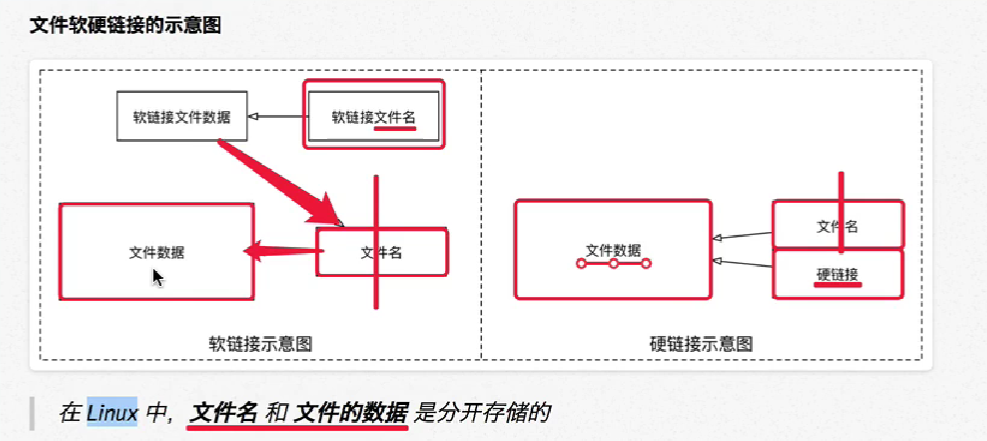 文件软硬链接的示意图
软链接文件数据
软链接文件名
文件数据
文件名
软链接示意图
文件数据
文件名
硬链接
硬链接示意图
在 Linux 中，文件名 和 文件的数据 是分开存储的